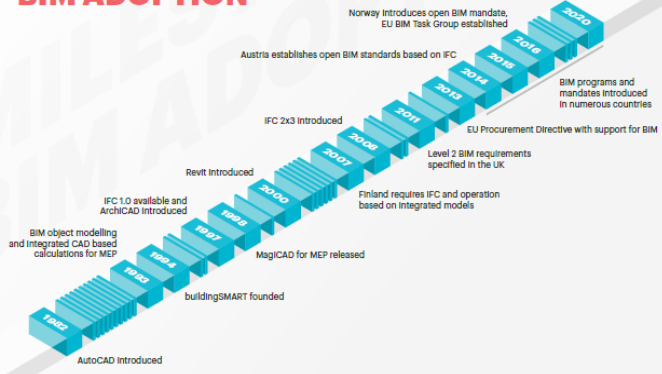 BIM ADOPTION
Norway Introduces open BIM mandate,
EU BIM Task Group established
Austria establishes open BIM standards based on IFC
IFC 2x3 Introduced
Revit Introduced
IFC 1.0 available and
ArchiCAD Introduced
BIM object modelling
and Integrated CAD based
calculations for MEP
1982
1993
1994
1997
1998
2000
2007
2008
2011
2013
2014
2015
2016
2020
BIM programs and
mandates Introduced
In numerous countries
EU Procurement Directive with support for BIM
Level 2 BIM requirements
specified In the UK
Finland requires IFC and operation
based on Integrated models
MagiCAD for MEP released
buildingSMART founded
AutoCAD Introduced